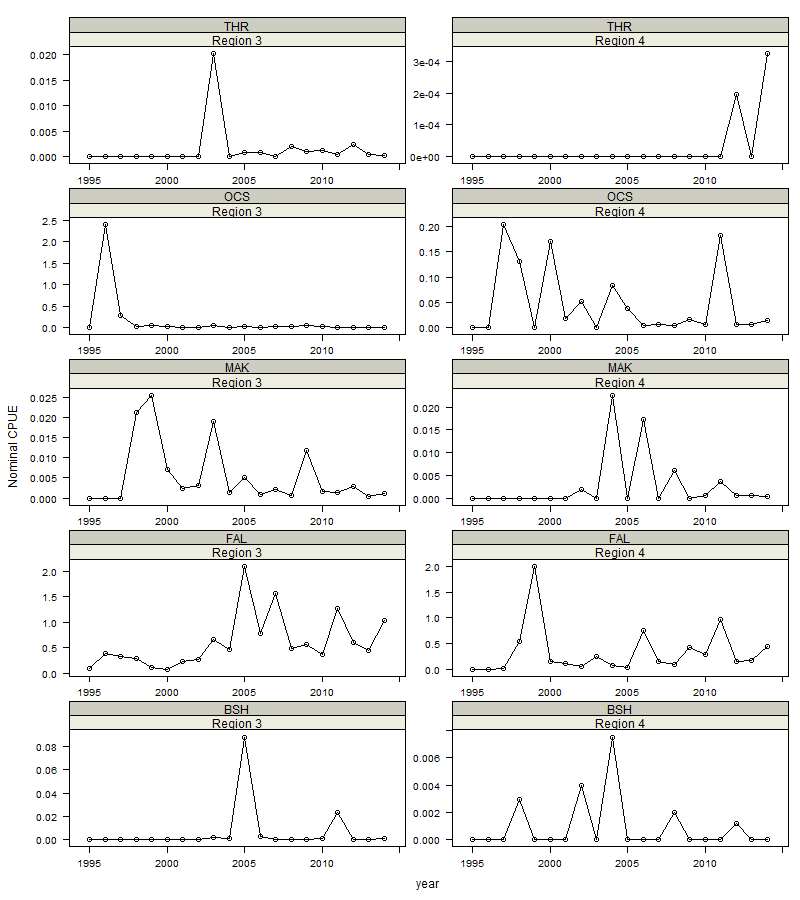 THR
Region 3
0.020
0.015
0.010
0.005
0.000
1995 2000 2005 2010
THR
Region 4
3e-04
2e-04
1e-04
0e+00
1995 2000 2005 2010
OCS
Region 3
2.5
2.0
1.5
1.0
0.5
0.0
1995 2000 2005 2010
OCS
Region 4
0.20
0.15
0.10
0.05
0.00
1995 2000 2005 2010
MAK
Region 3
0.025
0.020
0.015
0.010
0.005
0.000
1995 2000 2005 2010
MAK
Region 4
0.020
0.015
0.010
0.005
0.000
1995 2000 2005 2010
FAL
Region 3
2.0
1.5
1.0
0.5
0.0
1995 2000 2005 2010
FAL
Region 4
2.0
1.5
1.0
0.5
0.0
1995 2000 2005 2010
BSH
Region 3
0.08
0.06
0.04
0.02
0.00
1995 2000 2005 2010
BSH
Region 4
0.006
0.004
0.002
0.000
1995 2000 2005 2010
Nominal CPUE
year